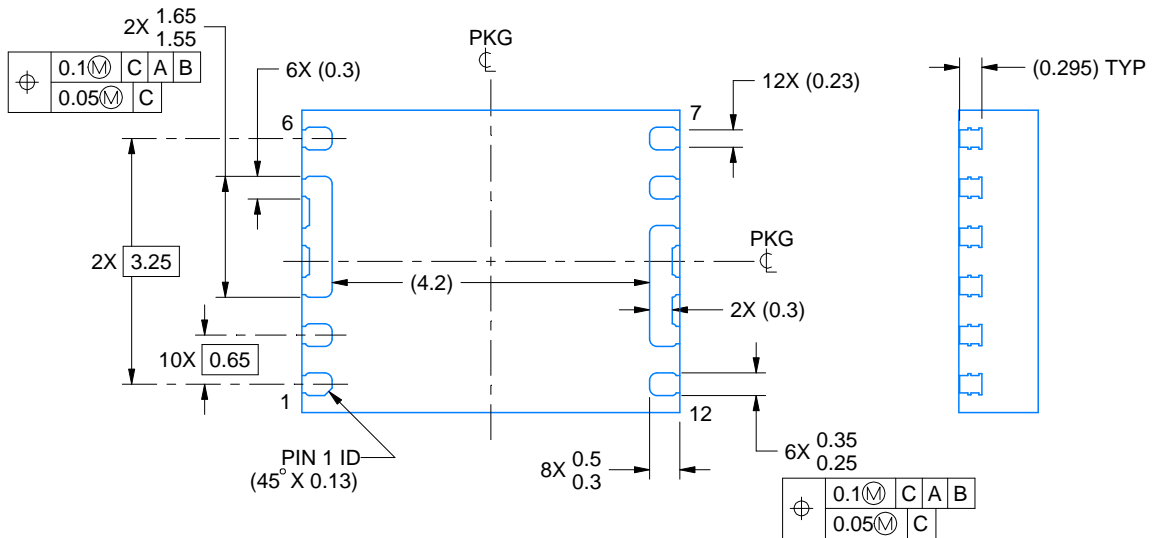 2X 1.65
1.55
⌖ 0.1Ⓜ C A B
0.05Ⓜ C
6X (0.3)
PKG
℄
12X (0.23)
(0.295) TYP
6
7
2X 3.25
(4.2)
PKG
℄
2X (0.3)
10X 0.65
1
12
PIN 1 ID
(45° X 0.13)
8X 0.5
0.3
6X 0.35
0.25
⌖ 0.1Ⓜ C A B
0.05Ⓜ C